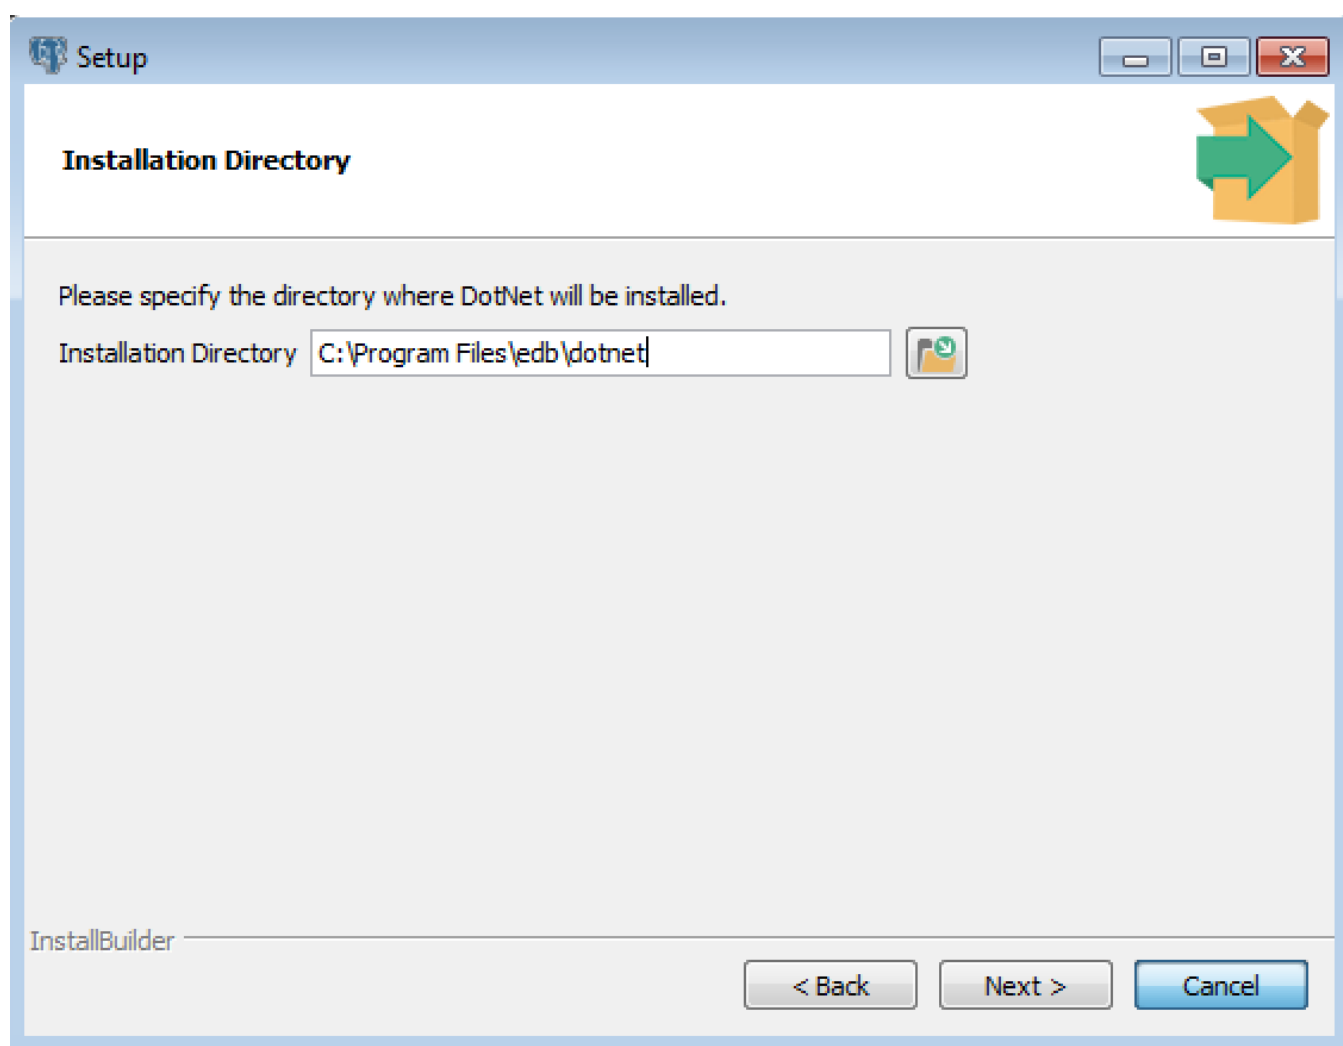 Setup
Installation Directory
Please specify the directory where DotNet will be installed.
Installation Directory C:\Program Files\edb\dotnet
InstallBuilder
< Back Next > Cancel